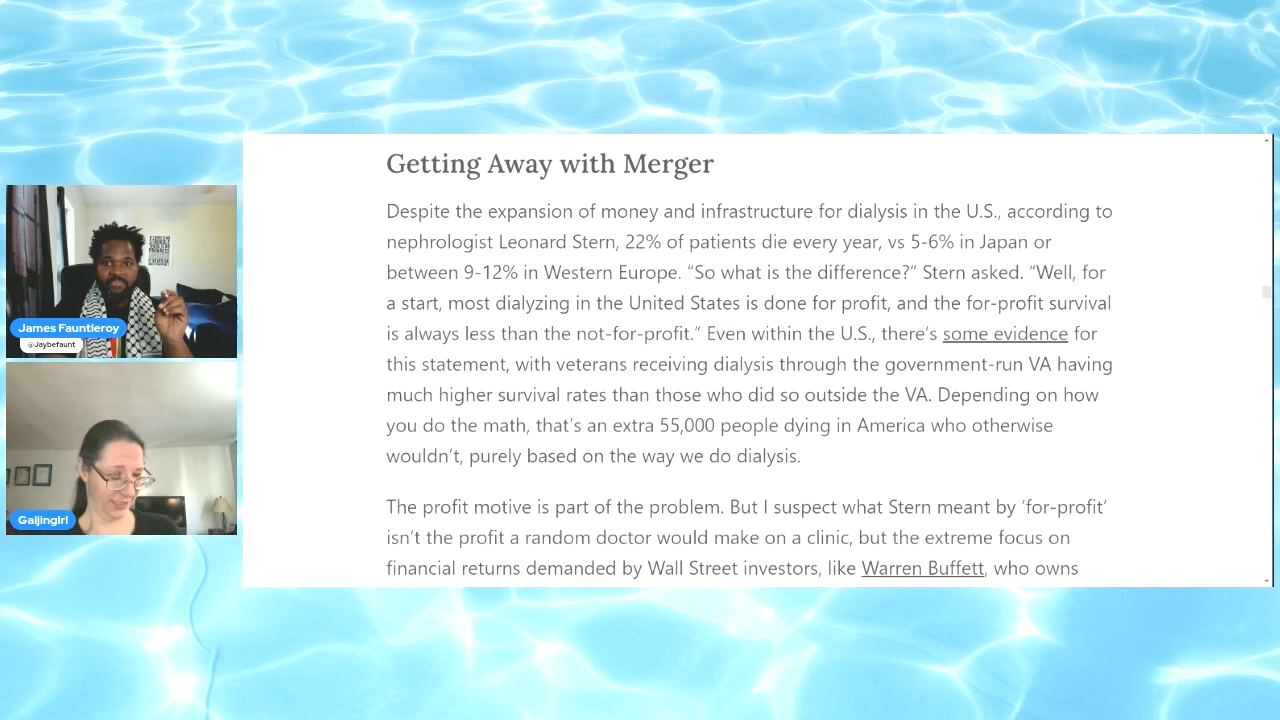 Getting Away with Merger
Despite the expansion of money and infrastructure for dialysis in the U.S., according to
nephrologist Leonard Stern, 22% of patients die every year, vs 5-6% in Japan or
between 9-12% in Western Europe. “So what is the difference?” Stern asked. “Well, for
a start, most dialyzing in the United States is done for profit, and the for-profit survival
is always less than the not-for-profit.” Even within the U.S., there’s some evidence for
this statement, with veterans receiving dialysis through the government-run VA having
much higher survival rates than those who did so outside the VA. Depending on how
you do the math, that’s an extra 55,000 people dying in America who otherwise
wouldn’t, purely based on the way we do dialysis.
The profit motive is part of the problem. But I suspect what Stern meant by ‘for-profit’
isn’t the profit a random doctor would make on a clinic, but the extreme focus on
financial returns demanded by Wall Street investors, like Warren Buffett, who owns
James Fauntleroy
@Jaybefaunt
Gaijingirl